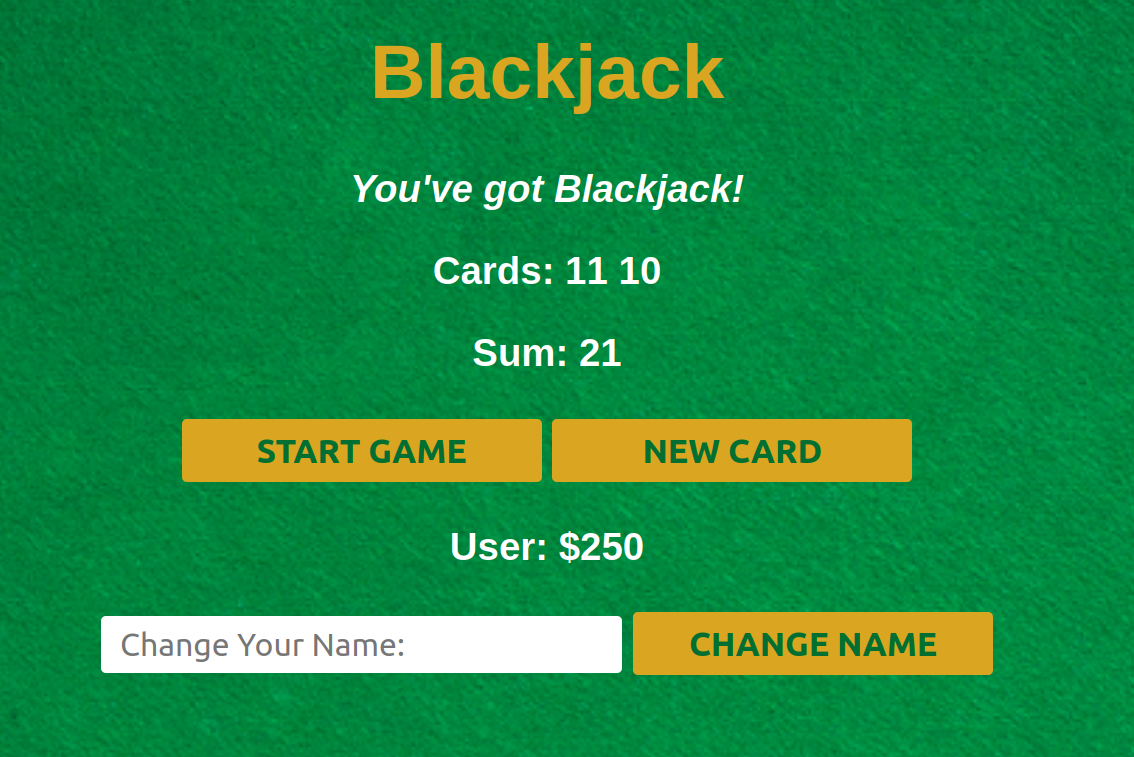 Blackjack
You've got Blackjack!
Cards: 11 10
Sum: 21
START GAME NEW CARD
User: $250
Change Your Name: CHANGE NAME